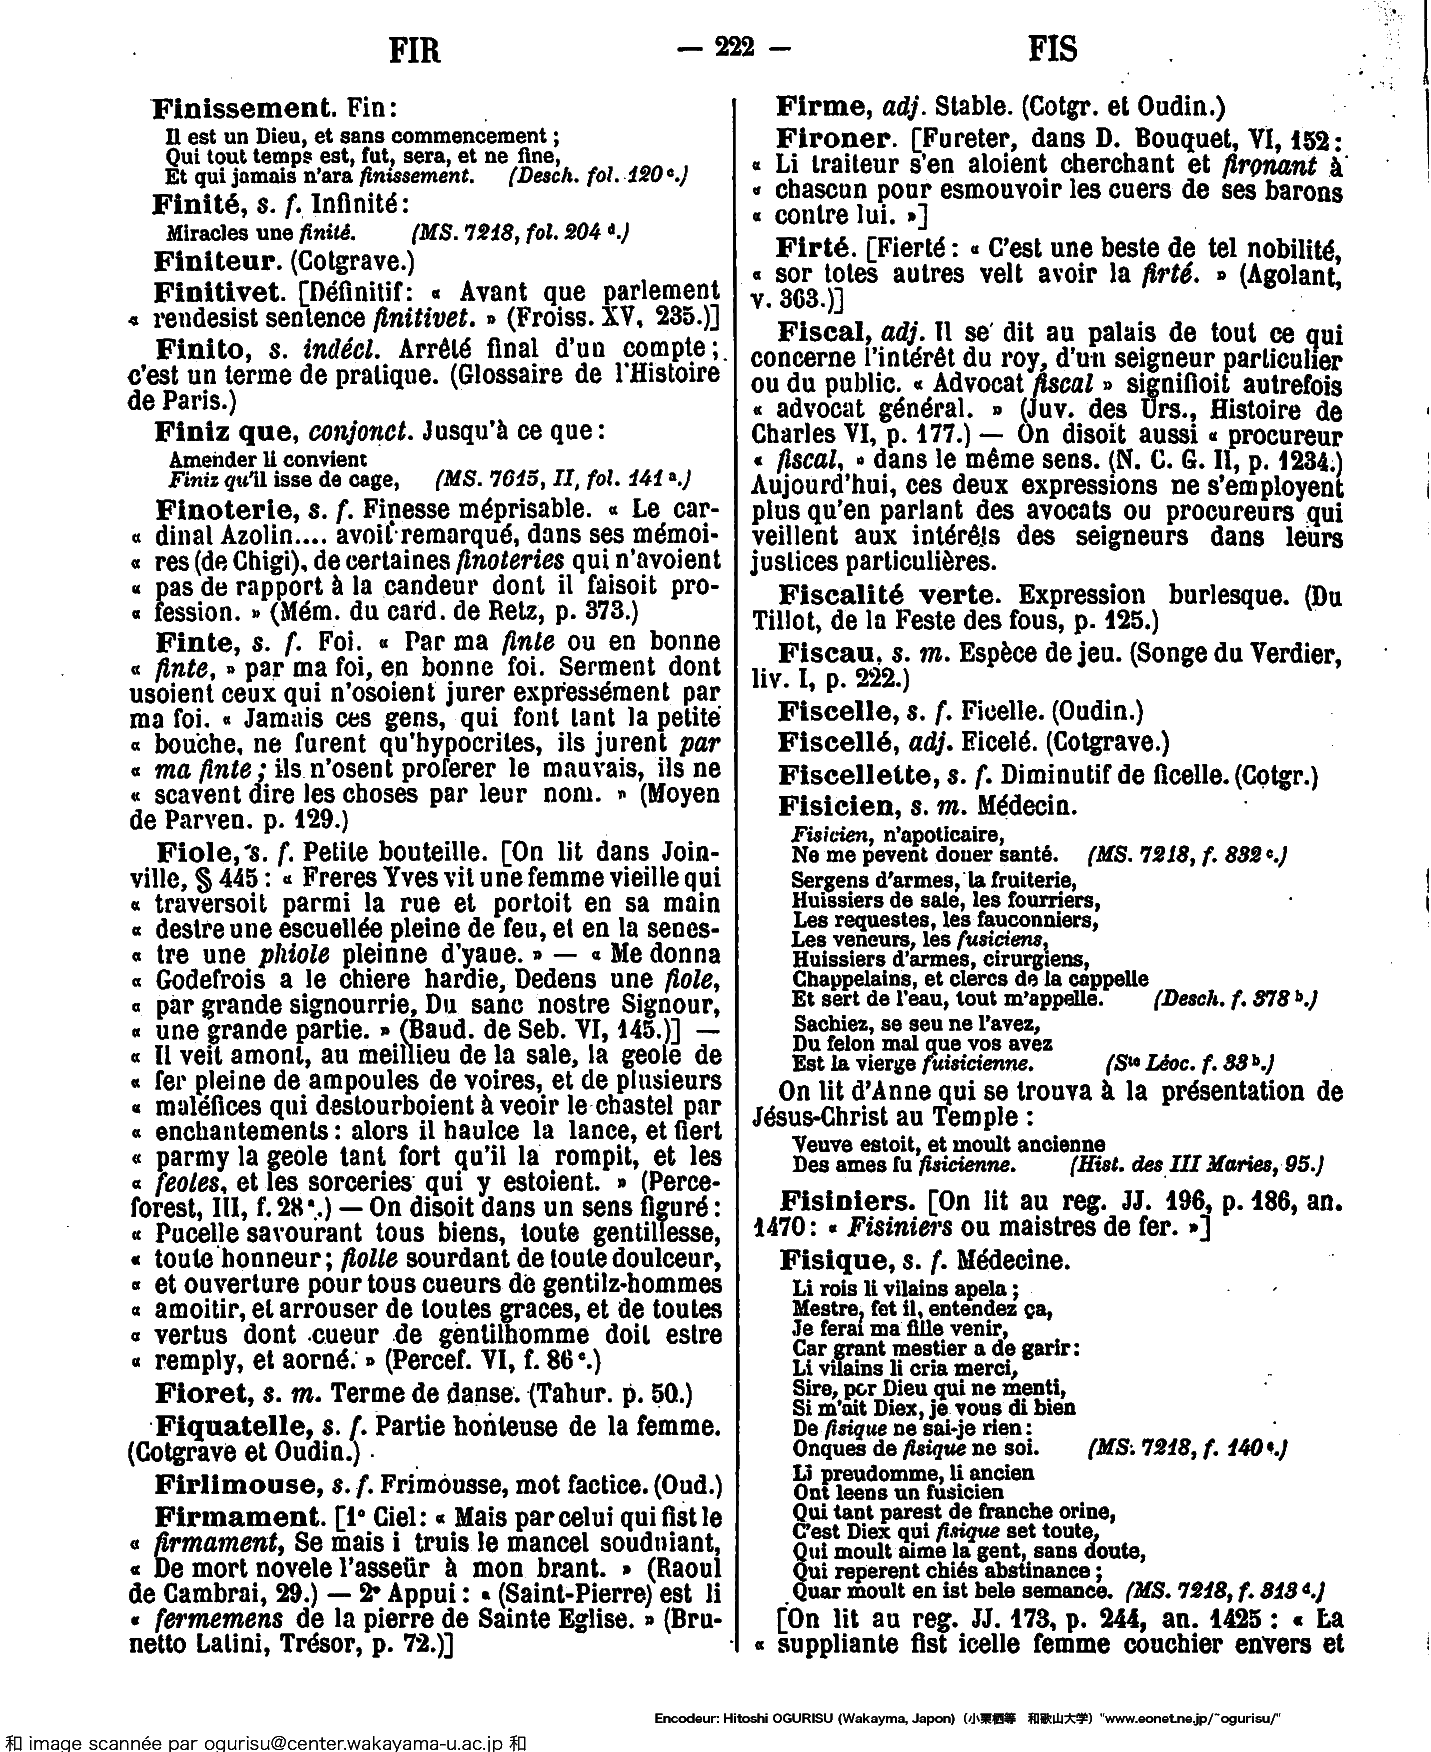 FIR
— 222 —
FIS
Finissement. Fin:
Il est un Dieu, et sans commencement ;
Qui tout temps est, fut, sera, et ne fine,
Et qui jamais n'ara finissement. (Desch. fol. 120 c.)
Finité, s. f. Infinité:
Miracles une finité. (MS. 7218, fol. 204 d.)
Finiteur. (Cotgrave.)
Finitivet. [Définitif: « Avant que parlement
« rendesist sentence finitivet. » (Froiss. XV, 235.)]
Finito, s. indécl. Arrêté final d'un compte ;
c'est un terme de pratique. (Glossaire de l'Histoire
de Paris.)
Finiz que, conjonct. Jusqu'à ce que :
Amender li convient
Finiz qu'il isse de cage, (MS. 7615, II, fol. 141 a.)
Finoterie, s. f. Finesse méprisable. « Le car-
« dinal Azolin.... avoit remarqué, dans ses mémoi-
« res (de Chigi), de certaines finoteries qui n'avoient
« pas de rapport à la candeur dont il faisoit pro-
« fession. » (Mém. du card. de Retz, p. 373.)
Finte, s. f. Foi. « Par ma finte ou en bonne
« finte, » par ma foi, en bonne foi. Serment dont
usoient ceux qui n'osoient jurer expressément par
ma foi. « Jamais ces gens, qui font tant la petite
« bouche, ne furent qu'hypocrites, ils jurent par
« ma finte ; ils n'osent proferer le mauvais, ils ne
« scavent dire les choses par leur nom. » (Moyen
de Parven. p. 129.)
Fiole, s. f. Petite bouteille. [On lit dans Join-
ville, § 445 : « Freres Yves vit une femme vieille qui
« traversoit parmi la rue et portoit en sa main
« destre une escuellée pleine de feu, et en la senes-
« tre une phiole pleinne d'yaue. » — « Me donna
« Godefrois a le chiere hardie, Dedens une fiole,
« par grande signourrie, Du sanc nostre Signour,
« une grande partie. » (Baud. de Seb. VI, 145.)] —
« Il veit amont, au meillieu de la sale, la geole de
« fer pleine de ampoules de voires, et de plusieurs
« maléfices qui destourboient à veoir le chastel par
« enchantements : alors il haulce la lance, et fiert
« parmy la geole tant fort qu'il la rompit, et les
« feoles, et les sorceries qui y estoient. » (Perce-
forest, III, f. 28 a.) — On disoit dans un sens figuré :
« Pucelle savourant tous biens, toute gentillesse,
« toute honneur ; fiolle sourdant de toute doulceur,
« et ouverture pour tous cueurs de gentilz-hommes
« amoitir, et arrouser de toutes graces, et de toutes
« vertus dont cueur de gentilhomme doit estre
« remply, et aorné. » (Percef. VI, f. 86 c.)
Fioret, s. m. Terme de danse. (Tahur. p. 50.)
Fiquatelle, s. f. Partie honteuse de la femme.
(Cotgrave et Oudin.)
Firlimouse, s. f. Frimousse, mot factice. (Oud.)
Firmament. [1° Ciel : « Mais par celui qui fist le
« firmament, Se mais i truis le mancel souduiant,
« De mort novele l'asseür à mon brant. » (Raoul
de Cambrai, 29.) — 2° Appui : « (Saint-Pierre) est li
« fermemens de la pierre de Sainte Eglise. » (Bru-
netto Latini, Trésor, p. 72.)]
Firme, adj. Stable. (Cotgr. et Oudin.)
Fironer. [Fureter, dans D. Bouquet, VI, 152 :
« Li traiteur s'en aloient cherchant et fironant à
« chascun pour esmouvoir les cuers de ses barons
« contre lui. »]
Firté. [Fierté : « C'est une beste de tel nobilité,
« sor totes autres velt avoir la firté. » (Agolant,
v. 363.)]
Fiscal, adj. Il se dit au palais de tout ce qui
concerne l'intérêt du roy, d'un seigneur particulier
ou du public. « Advocat fiscal » signifioit autrefois
« advocat général. » (Juv. des Urs., Histoire de
Charles VI, p. 177.) — On disoit aussi « procureur
« fiscal, » dans le même sens. (N. C. G. II, p. 1234.)
Aujourd'hui, ces deux expressions ne s'employent
plus qu'en parlant des avocats ou procureurs qui
veillent aux intérêts des seigneurs dans leurs
justices particulières.
Fiscalité verte. Expression burlesque. (Du
Tillot, de la Feste des fous, p. 125.)
Fiscau, s. m. Espèce de jeu. (Songe du Verdier,
liv. I, p. 222.)
Fiscelle, s. f. Ficelle. (Oudin.)
Fiscellé, adj. Ficelé. (Cotgrave.)
Fiscellette, s. f. Diminutif de ficelle. (Cotgr.)
Fisicien, s. m. Médecin.
Fisicien, n'apoticaire,
Ne me pevent douer santé. (MS. 7218, f. 832 c.)
Sergens d'armes, la fruiterie,
Huissiers de sale, les fourriers,
Les requestes, les fauconniers,
Les veneurs, les fusiciens,
Huissiers d'armes, cirurgiens,
Chappelains, et clercs de la cappelle
Et sert de l'eau, tout m'appelle. (Desch. f. 378 b.)
Sachiez, se seu ne l'avez,
Du felon mal que vos avez
Est la vierge fuisicienne. (Ste Léoc. f. 33 b.)
On lit d'Anne qui se trouva à la présentation de
Jésus-Christ au Temple :
Veuve estoit, et moult ancienne
Des ames fu fisicienne. (Hist. des III Maries, 95.)
Fisiniers. [On lit au reg. JJ. 196, p. 186, an.
1470 : « Fisiniers ou maistres de fer. »]
Fisique, s. f. Médecine.
Li rois li vilains apela ;
Mestre, fet il, entendez ça,
Je ferai ma fille venir,
Car grant mestier a de garir :
Li vilains li cria merci,
Sire, por Dieu qui ne menti,
Si m'ait Diex, je vous di bien
De fisique ne sai-je rien :
Onques de fisique ne soi. (MS. 7218, f. 140 c.)
Li preudomme, li ancien
Ont leens un fusicien
Qui tant parest de franche orine,
C'est Diex qui fisique set toute,
Qui moult aime la gent, sans doute,
Qui reperent chiés abstinance ;
Quar moult en ist bele semance. (MS. 7218, f. 313 d.)
[On lit au reg. JJ. 173, p. 244, an. 1425 : « La
« suppliante fist icelle femme couchier envers et
Encodeur: Hitoshi OGURISU (Wakayma, Japon) (小栗栖等 和歌山大学) "www.eonet.ne.jp/~ogurisu/"
和 image scannée par ogurisu@center.wakayama-u.ac.jp 和